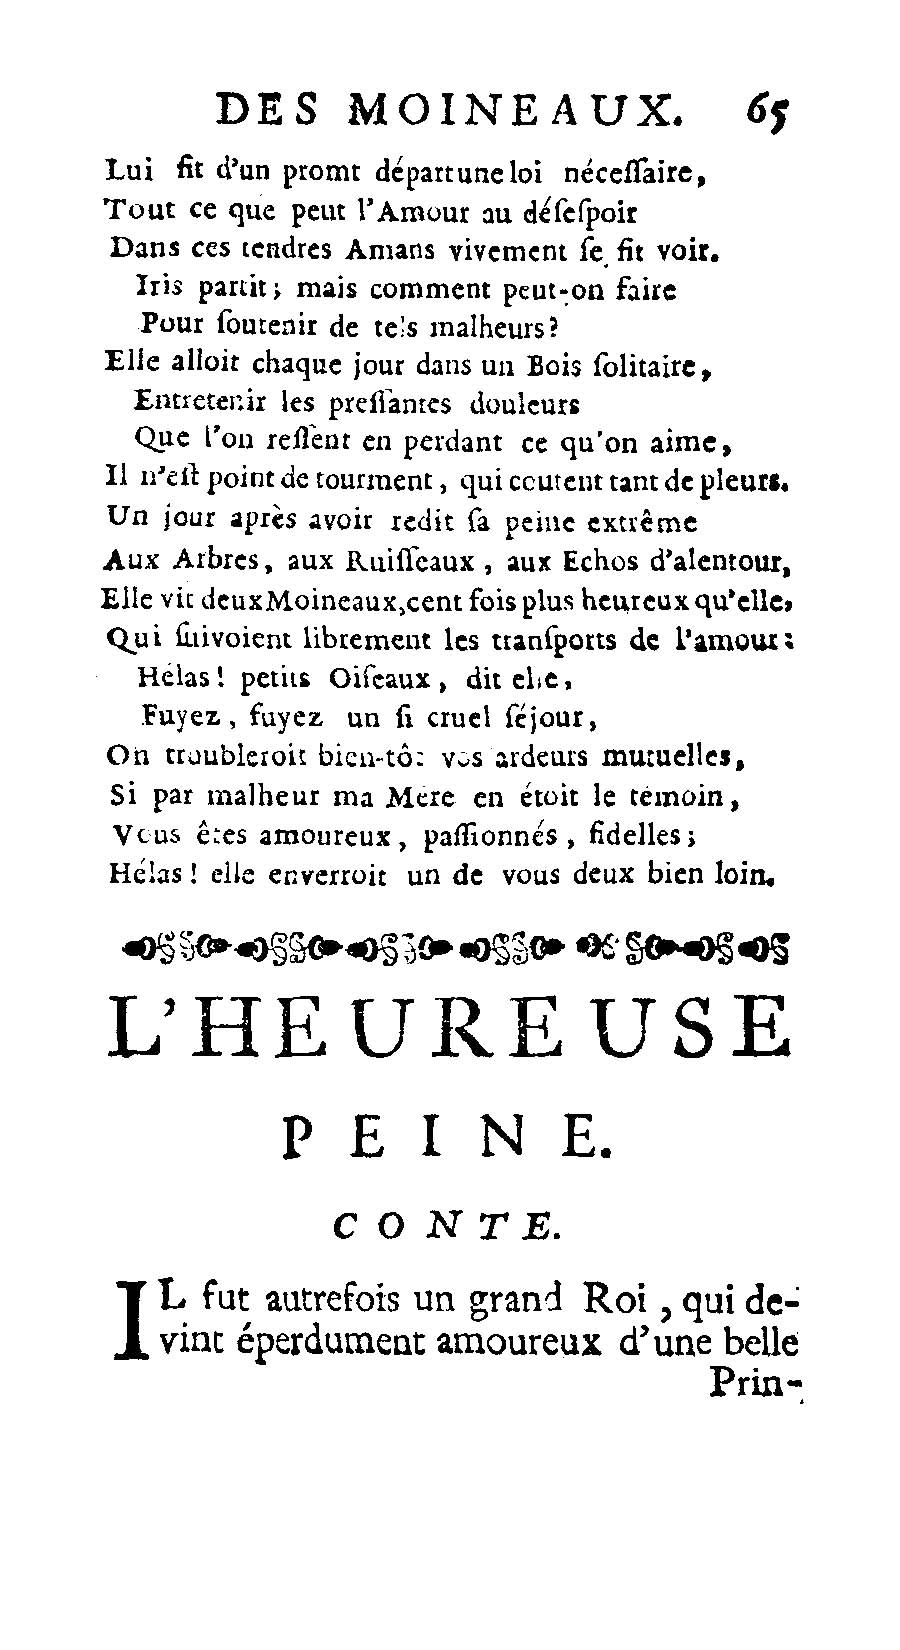 DES MOINEAUX. 65
Lui fit d'un promt départ une loi néceſſaire,
Tout ce que peut l'Amour au déſeſpoir
Dans ces tendres Amans vivement ſe fit voir.
Iris partit; mais comment peut-on faire
Pour ſoutenir de tels malheurs?
Elle alloit chaque jour dans un Bois ſolitaire,
Entretenir les preſſantes douleurs
Que l'on reſſent en perdant ce qu'on aime,
Il n'eſt point de tourment, qui coutent tant de pleurs.
Un jour après avoir redit ſa peine extrême
Aux Arbres, aux Ruiſſeaux, aux Echos d'alentour,
Elle vit deux Moineaux, cent fois plus heureux qu'elle,
Qui ſuivoient librement les tranſports de l'amour:
Hélas! petits Oiſeaux, dit elle,
Fuyez, fuyez un ſi cruel ſéjour,
On troubleroit bien-tôt vos ardeurs mutuelles,
Si par malheur ma Mere en étoit le témoin,
Vous êtes amoureux, paſſionnés, fidelles;
Hélas! elle enverroit un de vous deux bien loin.
L'HEUREUSE
PEINE.
CONTE.
IL fut autrefois un grand Roi, qui de-
vint éperdument amoureux d'une belle
Prin-